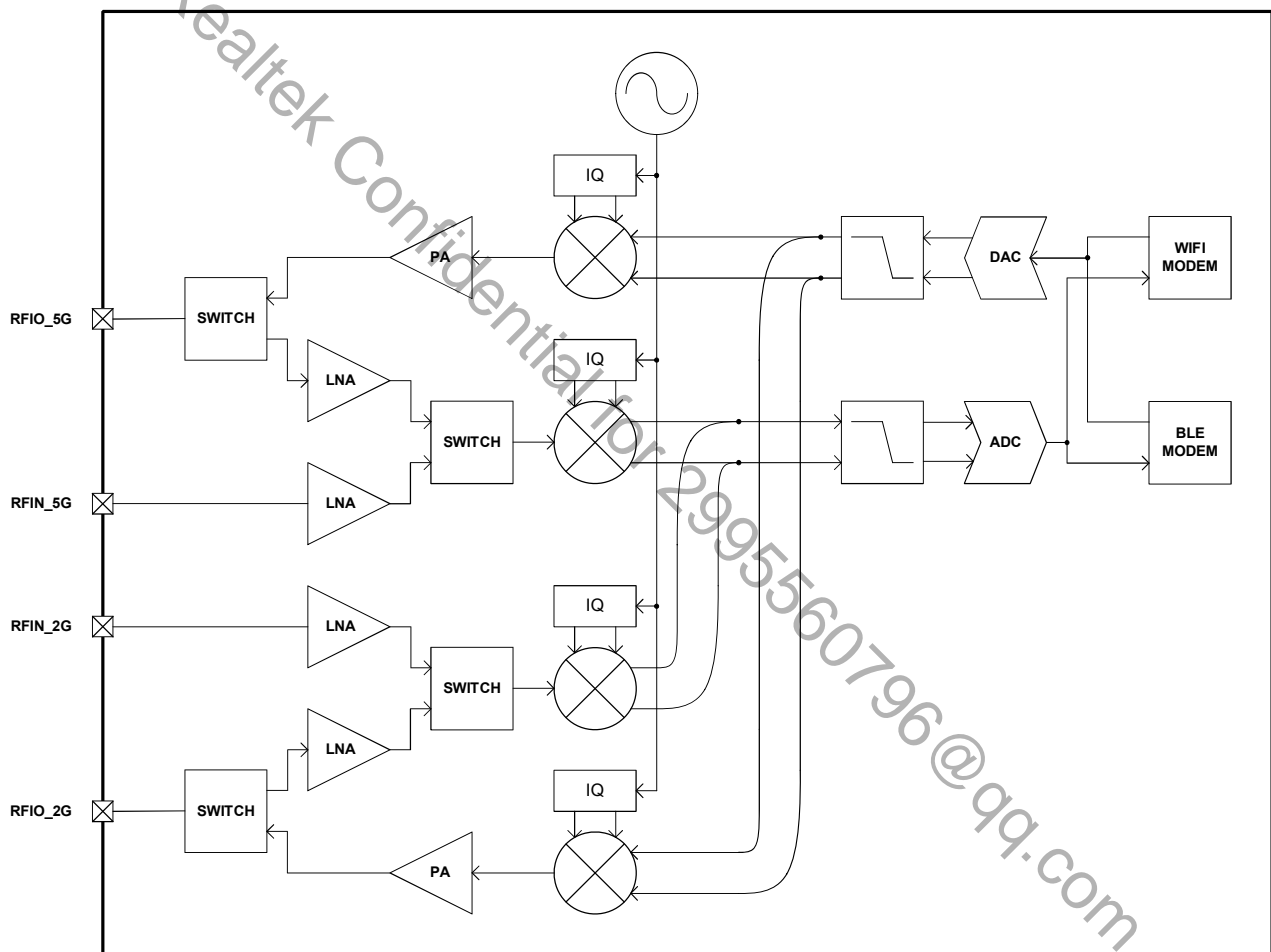 Realtek Confidential for 2995560796@qq.com
IQ
PA
DAC
WIFI
MODEM
SWITCH
RFIO_5G
IQ
LNA
SWITCH
ADC
BLE
MODEM
RFIN_5G
LNA
RFIN_2G
LNA
IQ
SWITCH
LNA
RFIO_2G
SWITCH
IQ
PA